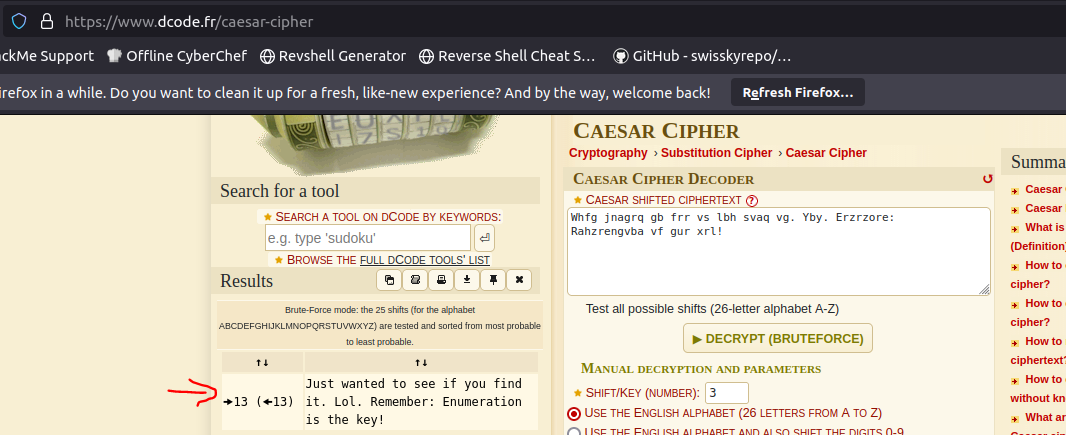 https://www.dcode.fr/caesar-cipher
ackMe Support Offline CyberChef Revshell Generator Reverse Shell Cheat S… GitHub - swisskyrepo/…
irefox in a while. Do you want to clean it up for a fresh, like-new experience? And by the way, welcome back! Refresh Firefox…
Search for a tool
★ Search a tool on dCode by keywords:
e.g. type 'sudoku'
★ Browse the full dCode tools' list
Results
Brute-Force mode: the 25 shifts (for the alphabet
ABCDEFGHIJKLMNOPQRSTUVWXYZ) are tested and sorted from most probable
to least probable.
↑↓ ↑↓
Just wanted to see if you find
➔13 (🡸13) it. Lol. Remember: Enumeration
is the key!
Caesar Cipher
Cryptography › Substitution Cipher › Caesar Cipher
Caesar Cipher Decoder
★ Caesar shifted ciphertext ?
Whfg jnagrq gb frr vs lbh svaq vg. Yby. Erzrzore:
Rahzrengvba vf gur xrl!
Test all possible shifts (26-letter alphabet A-Z)
▶ DECRYPT (BRUTEFORCE)
Manual decryption and parameters
★ Shift/Key (number): 3
Use the English alphabet (26 letters from A to Z)
Use the English alphabet and also shift the digits 0-9
Summa
Caesar
Caesar
What is
(Definition)
How to
cipher?
How to
cipher?
How to
ciphertext?
How to
without kn
What ar